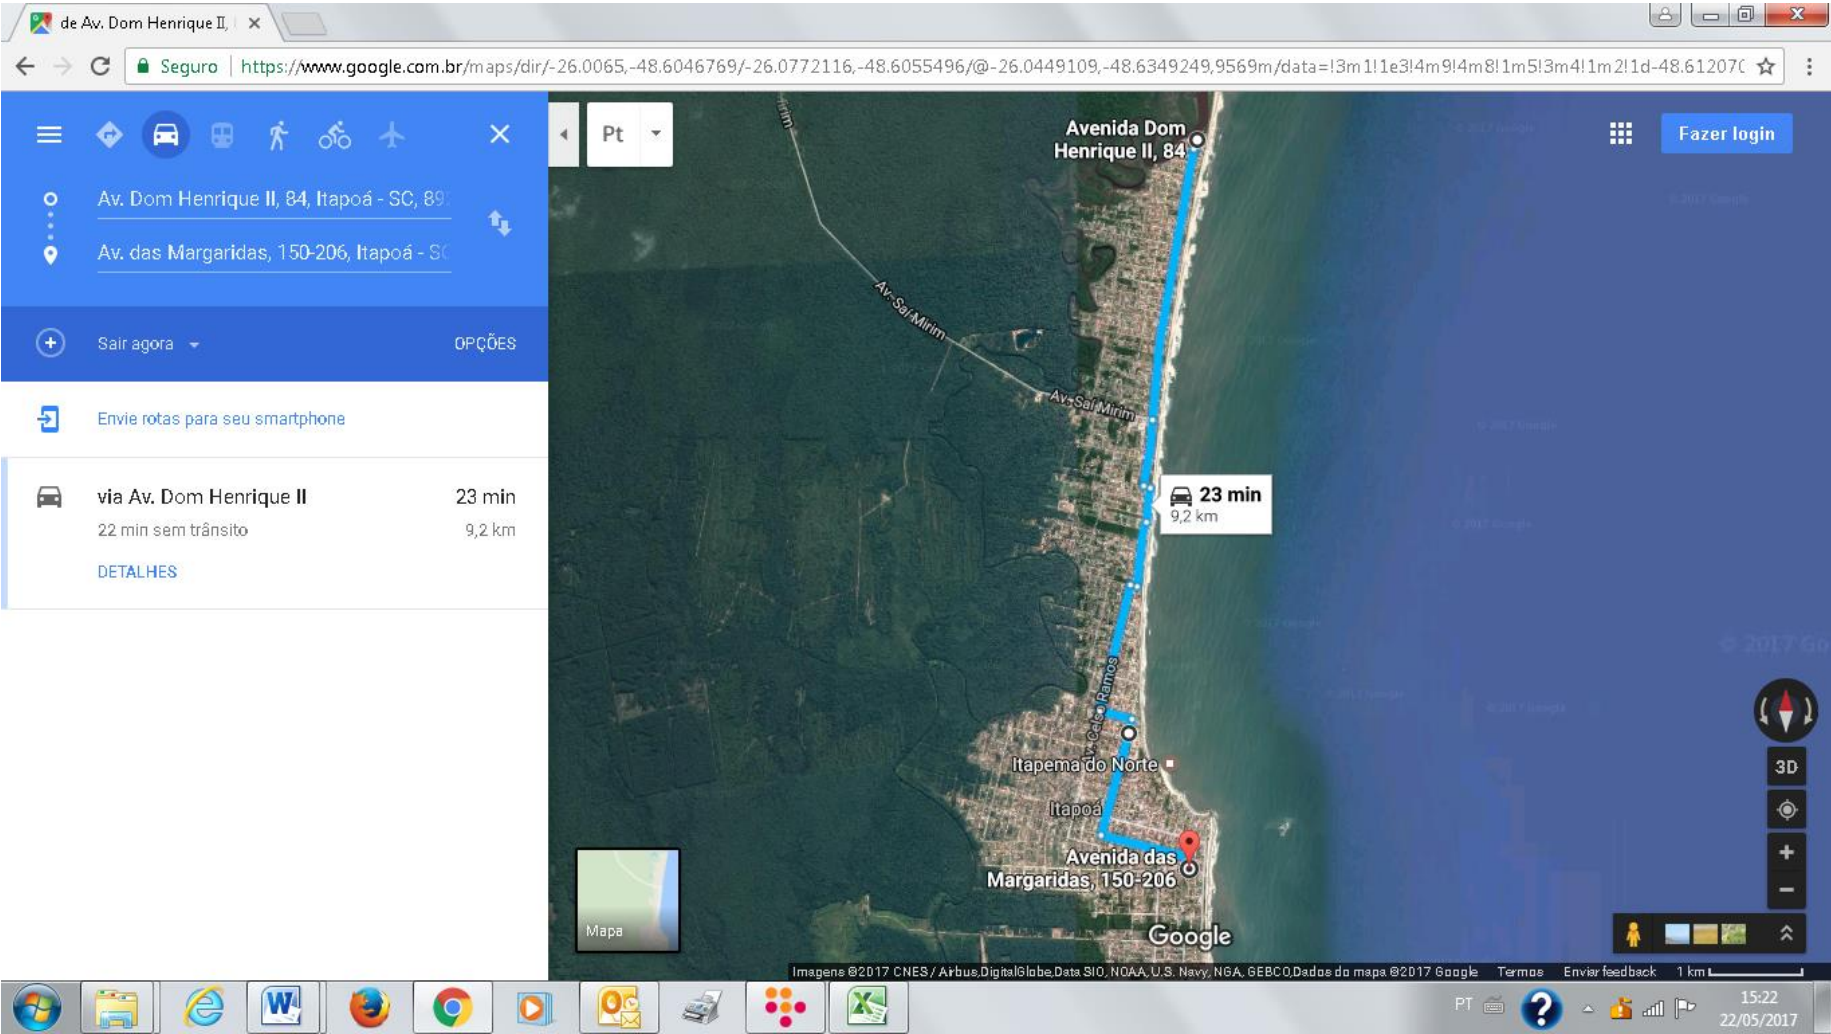 de Av. Dom Henrique II,
Seguro
https://www.google.com.br/maps/dir/-26.0065,-48.6046769/-26.0772116,-48.6055496/@-26.0449109,-48.6349249,9569m/data=!3m1!1e3!4m9!4m8!1m5!3m4!1m2!1d-48.612070
Av. Dom Henrique II, 84, Itapoá - SC, 89
Av. das Margaridas, 150-206, Itapoá - SC
Sair agora
OPÇÕES
Envie rotas para seu smartphone
via Av. Dom Henrique II
23 min
22 min sem trânsito
9,2 km
DETALHES
Pt
Fazer login
Avenida Dom
Henrique II, 84
Av. Saí Mirim
Av. Saí Mirim
23 min
9,2 km
Av. Celso Ramos
Itapema do Norte
Itapoá
Avenida das
Margaridas, 150-206
© 2017 Go
3D
Mapa
Google
Imagens ©2017 CNES / Airbus,DigitalGlobe,Data SIO, NOAA, U.S. Navy, NGA, GEBCO,Dados do mapa ©2017 Google Termos Enviar feedback 1 km
PT
15:22
22/05/2017